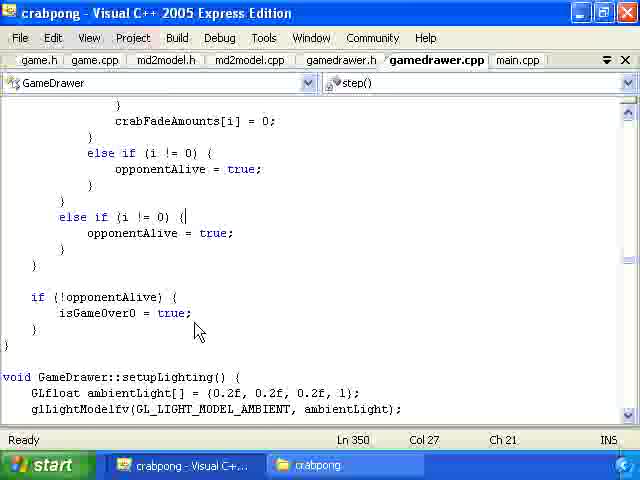 crabpong - Visual C++ 2005 Express Edition
File Edit View Project Build Debug Tools Window Community Help
game.h game.cpp md2model.h md2model.cpp gamedrawer.h gamedrawer.cpp main.cpp
GameDrawer step()
}
crabFadeAmounts[i] = 0;
}
else if (i != 0) {
opponentAlive = true;
}
}
else if (i != 0) {
opponentAlive = true;
}
}
if (!opponentAlive) {
isGameOver0 = true;
}
}
void GameDrawer::setupLighting() {
GLfloat ambientLight[] = {0.2f, 0.2f, 0.2f, 1};
glLightModelfv(GL_LIGHT_MODEL_AMBIENT, ambientLight);
Ready Ln 350 Col 27 Ch 21 INS
start crabpong - Visual C+... crabpong